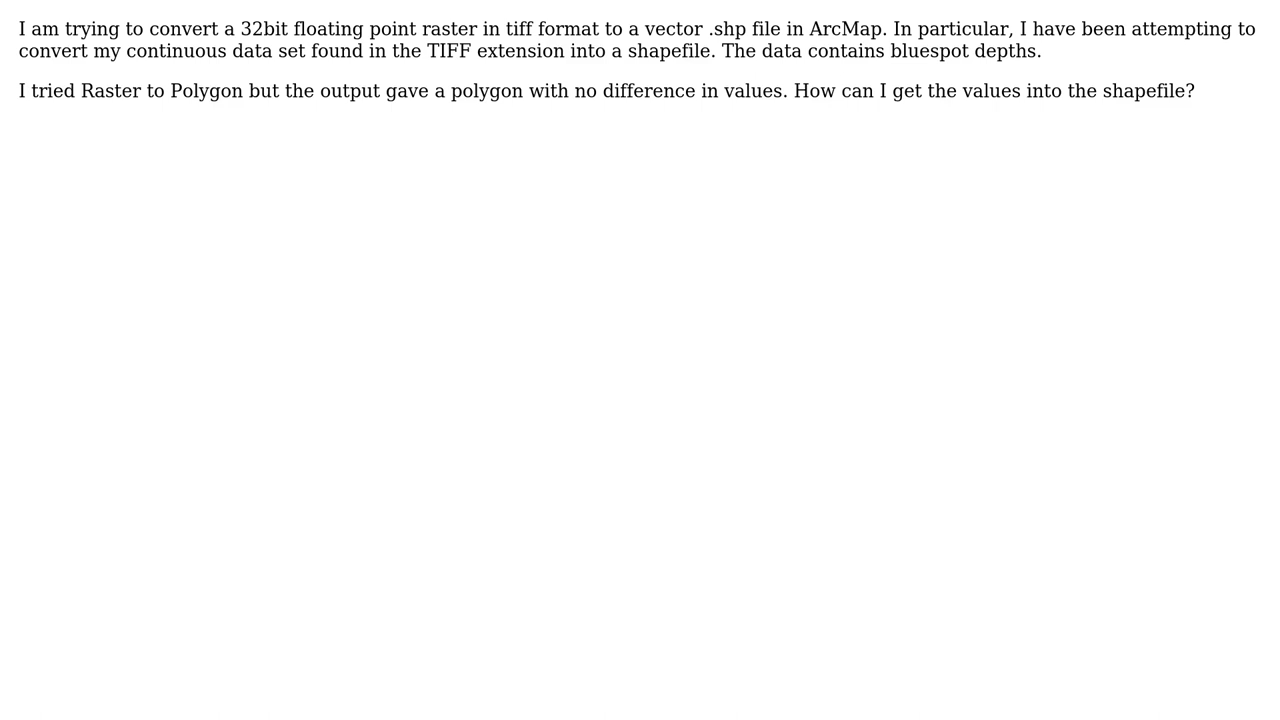 I am trying to convert a 32bit floating point raster in tiff format to a vector .shp file in ArcMap. In particular, I have been attempting to
convert my continuous data set found in the TIFF extension into a shapefile. The data contains bluespot depths.
I tried Raster to Polygon but the output gave a polygon with no difference in values. How can I get the values into the shapefile?